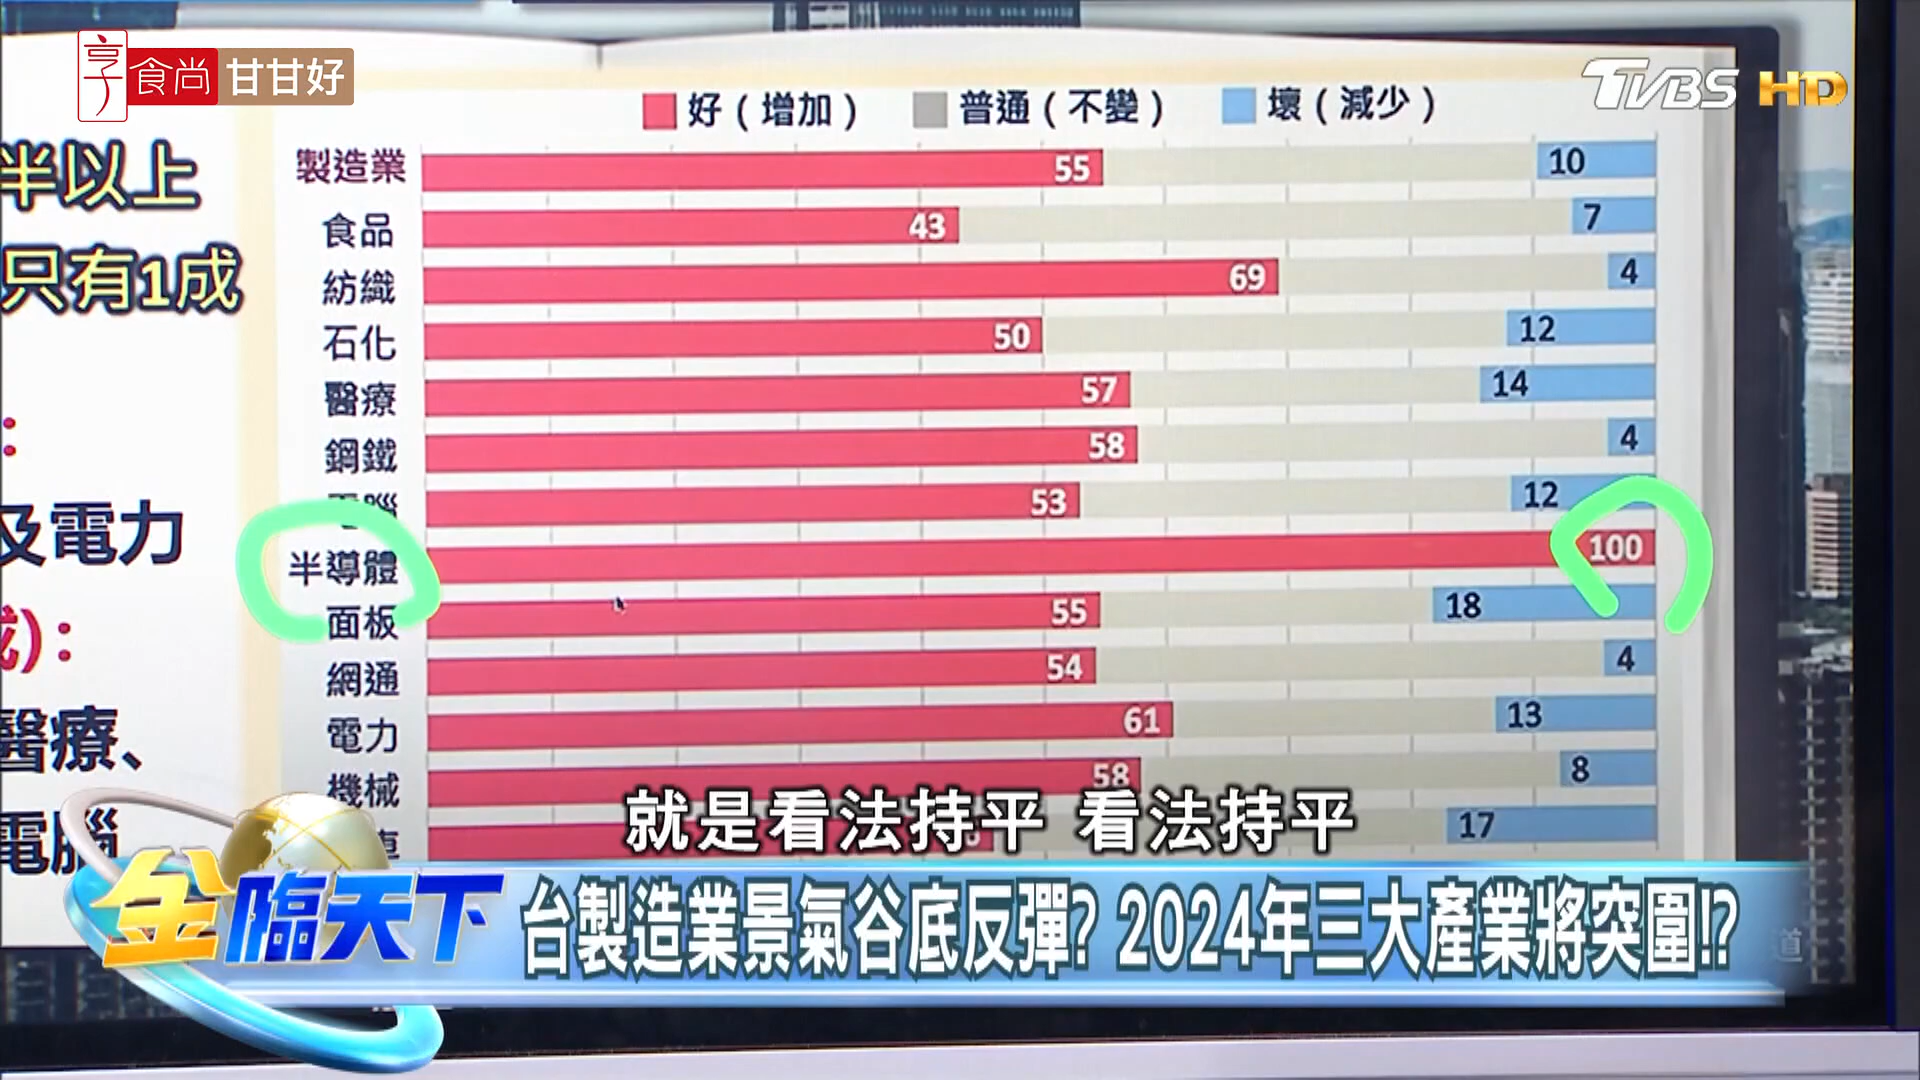 享 食尚 甘甘好
TVBS HD
好（增加） 普通（不變） 壞（減少）
半以上
只有1成
：
及電力
)：
醫療、
電腦
製造業 55 10
食品 43 7
紡織 69 4
石化 50 12
醫療 57 14
鋼鐵 58 4
電腦 53 12
半導體 100
面板 55 18
網通 54 4
電力 61 13
機械 58 8
17
就是看法持平 看法持平
金臨天下
台製造業景氣谷底反彈? 2024年三大產業將突圍!?
道